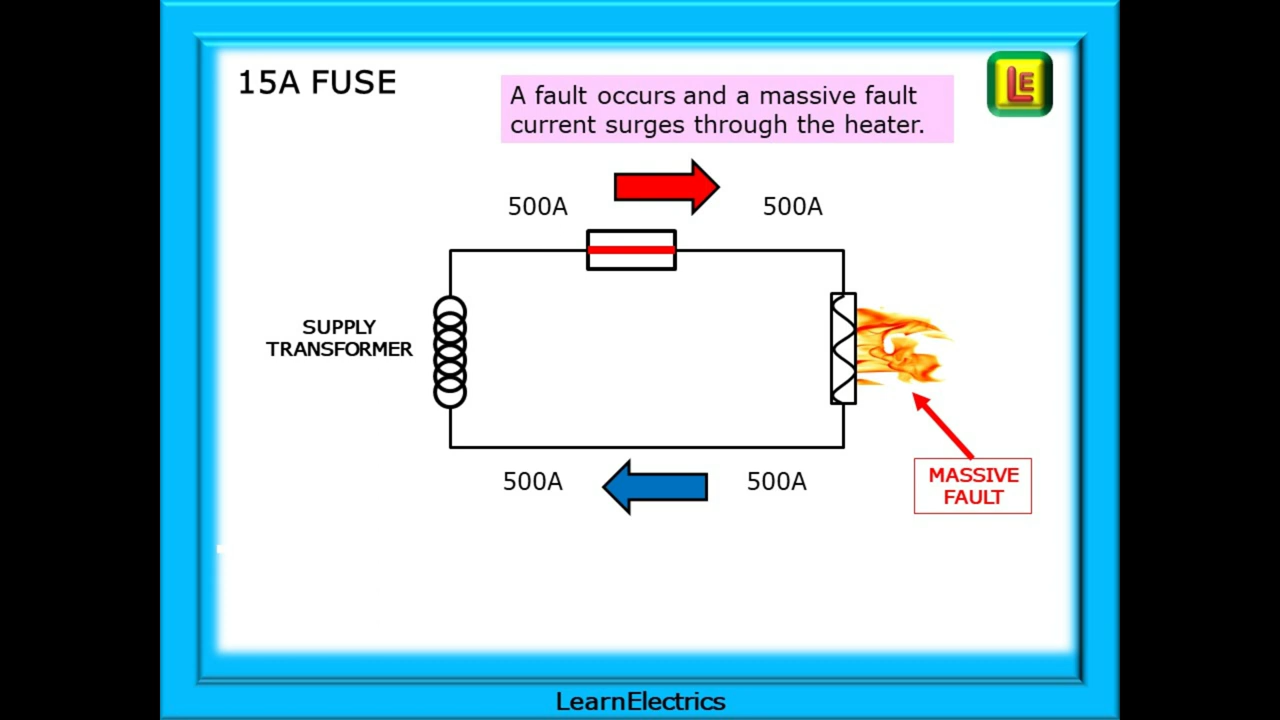 15A FUSE
A fault occurs and a massive fault
current surges through the heater.
LE
500A
500A
SUPPLY
TRANSFORMER
500A
500A
MASSIVE
FAULT
LearnElectrics